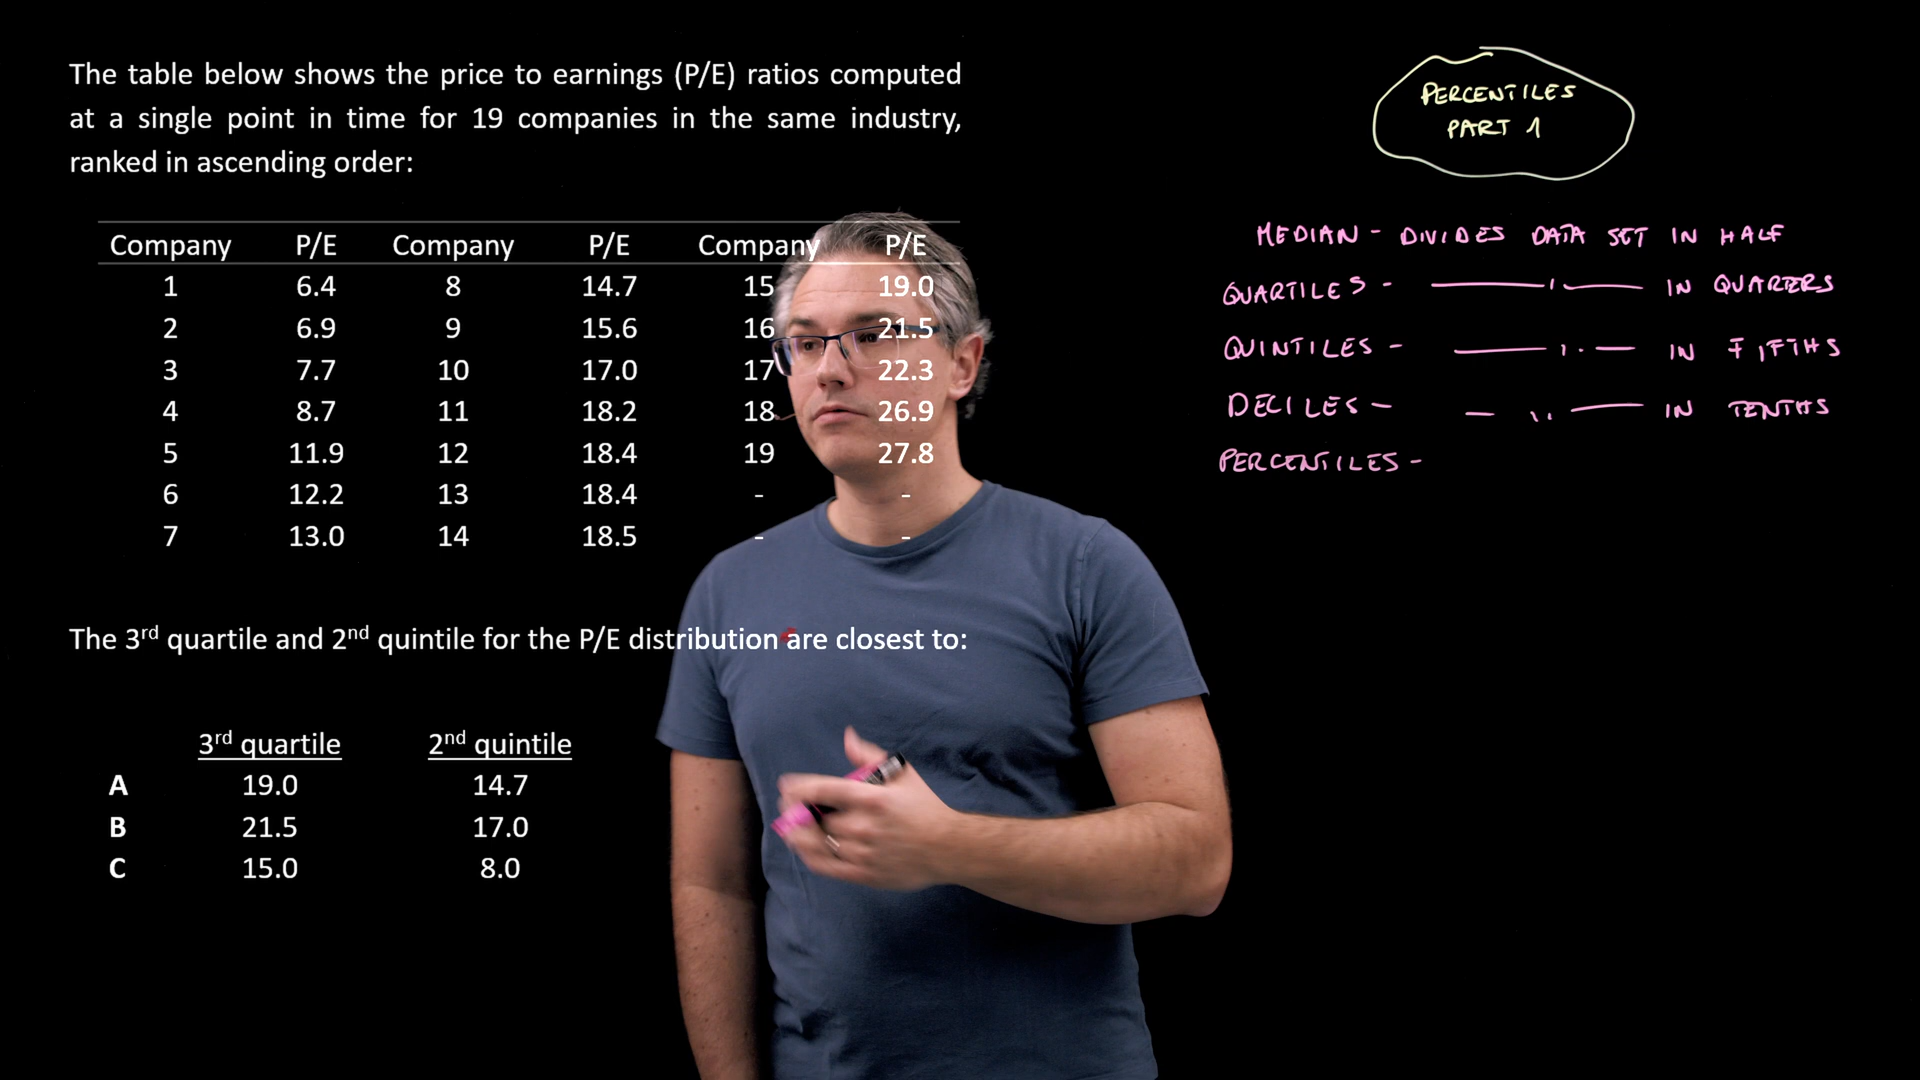 The table below shows the price to earnings (P/E) ratios computed
at a single point in time for 19 companies in the same industry,
ranked in ascending order:
Company P/E Company P/E Company P/E
1 6.4 8 14.7 15 19.0
2 6.9 9 15.6 16 21.5
3 7.7 10 17.0 17 22.3
4 8.7 11 18.2 18 26.9
5 11.9 12 18.4 19 27.8
6 12.2 13 18.4 - -
7 13.0 14 18.5 - -
The 3rd quartile and 2nd quintile for the P/E distribution are closest to:
3rd quartile 2nd quintile
A 19.0 14.7
B 21.5 17.0
C 15.0 8.0
PERCENTILES
PART 1
MEDIAN - DIVIDES DATA SET IN HALF
QUARTILES - —— " —— IN QUARTERS
QUINTILES - —— " —— IN FIFTHS
DECILES - —— " —— IN TENTHS
PERCENTILES -